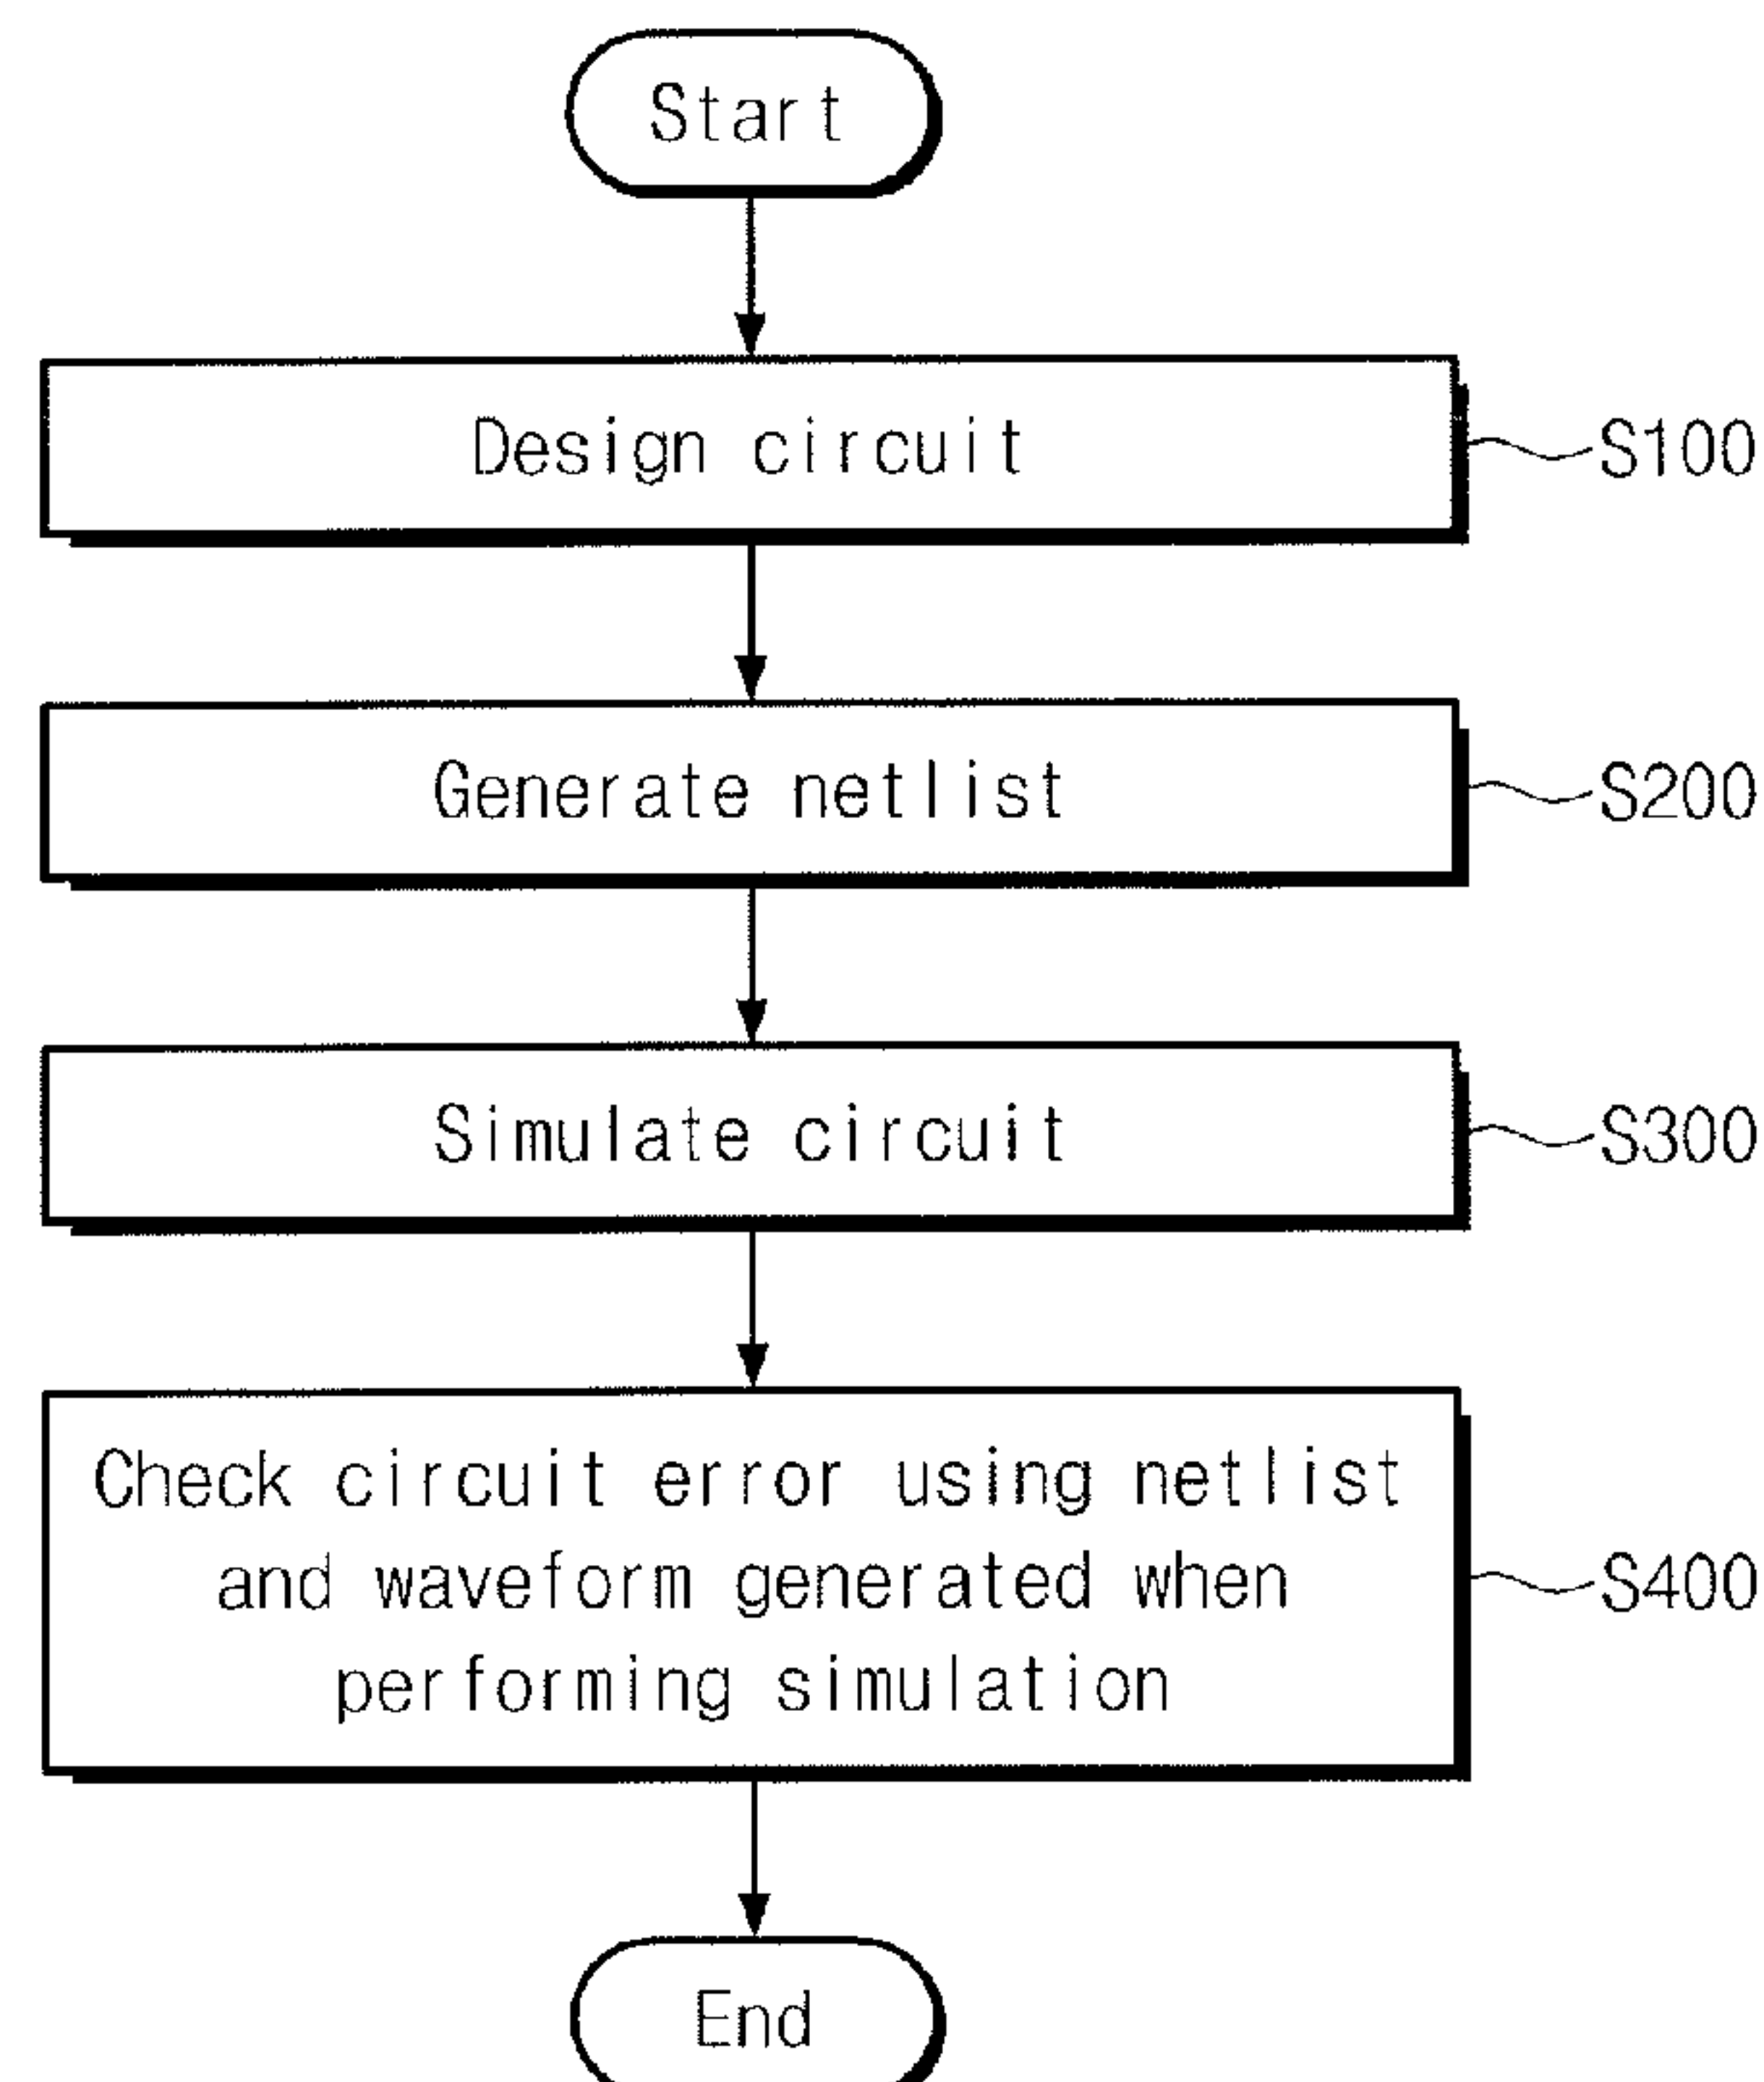 Start
Design circuit
S100
Generate netlist
S200
Simulate circuit
S300
Check circuit error using netlist
and waveform generated when
performing simulation
S400
End